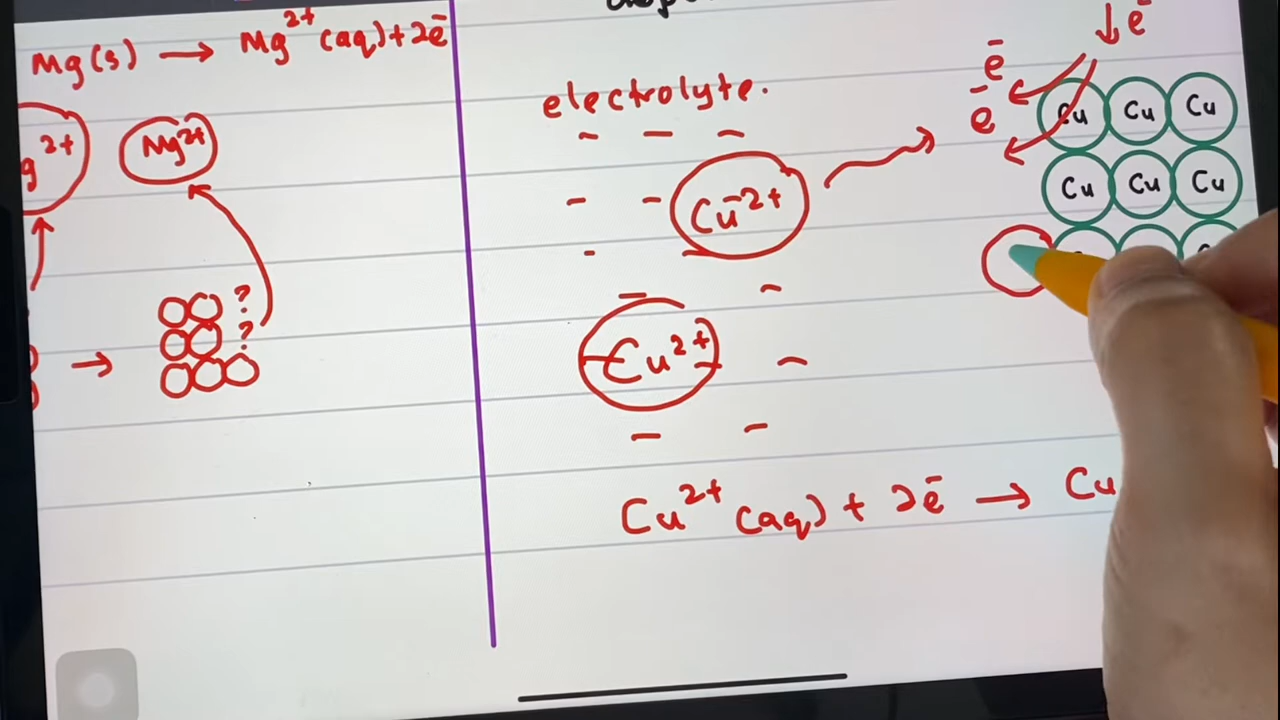 Mg(s) → Mg²⁺(aq)+2ē
g²⁺ Mg²⁺
?
?
electrolyte.
Cu²⁺
Cu²⁺
Cu²⁺(aq) + 2ē → Cu
↓ē
ē
ē
Cu Cu Cu
Cu Cu Cu